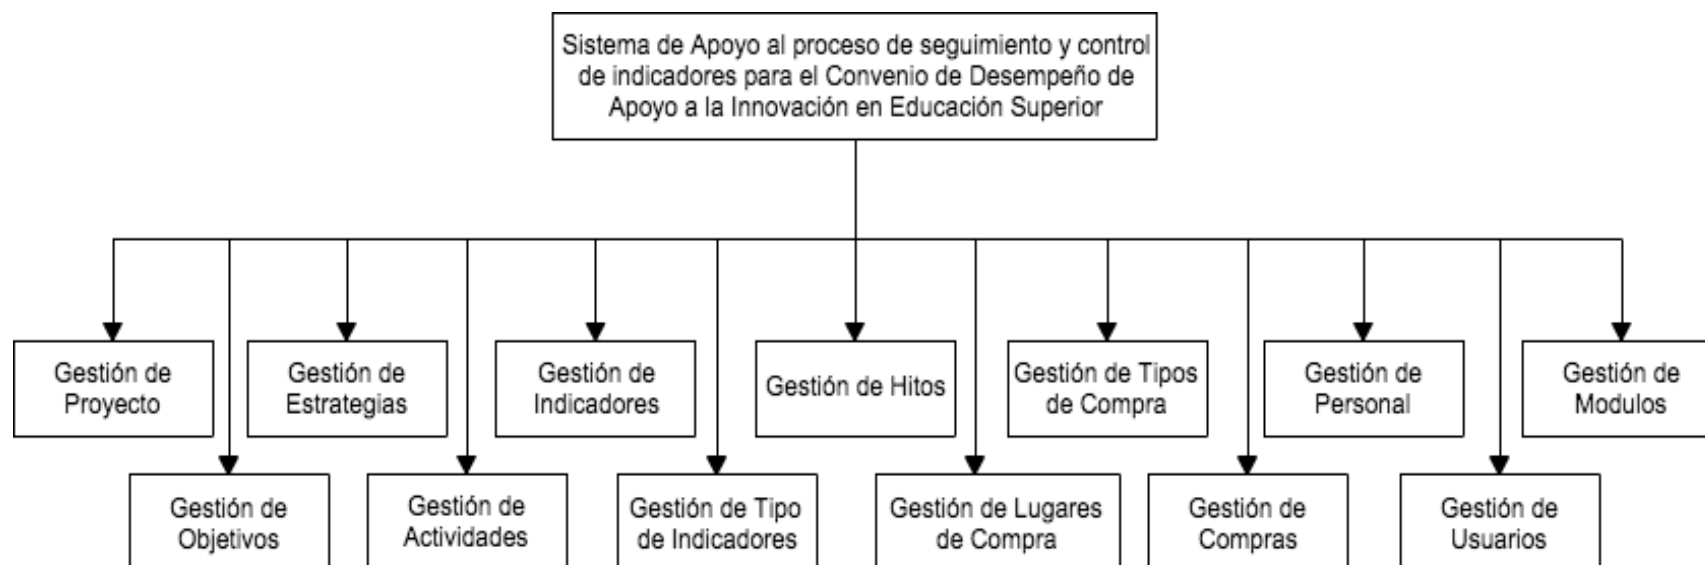 Sistema de Apoyo al proceso de seguimiento y control
de indicadores para el Convenio de Desempeño de
Apoyo a la Innovación en Educación Superior
Gestión de
Proyecto
Gestión de
Estrategias
Gestión de
Indicadores
Gestión de Hitos
Gestión de Tipos
de Compra
Gestión de
Personal
Gestión de
Modulos
Gestión de
Objetivos
Gestión de
Actividades
Gestión de Tipo
de Indicadores
Gestión de Lugares
de Compra
Gestión de
Compras
Gestión de
Usuarios